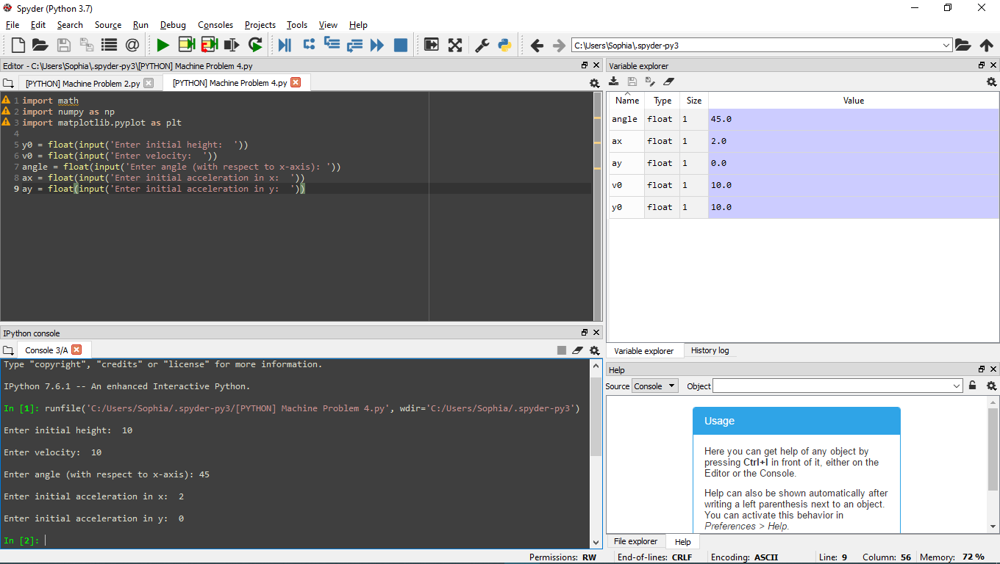 Spyder (Python 3.7)
File Edit Search Source Run Debug Consoles Projects Tools View Help
C:\Users\Sophia\.spyder-py3
Editor - C:\Users\Sophia\.spyder-py3\[PYTHON] Machine Problem 4.py
[PYTHON] Machine Problem 2.py [PYTHON] Machine Problem 4.py
1 import math
2 import numpy as np
3 import matplotlib.pyplot as plt
4
5 y0 = float(input('Enter initial height:  '))
6 v0 = float(input('Enter velocity:  '))
7 angle = float(input('Enter angle (with respect to x-axis): '))
8 ax = float(input('Enter initial acceleration in x:  '))
9 ay = float(input('Enter initial acceleration in y:  '))
IPython console
Console 3/A
Type "copyright", "credits" or "license" for more information.
IPython 7.6.1 -- An enhanced Interactive Python.
In [1]: runfile('C:/Users/Sophia/.spyder-py3/[PYTHON] Machine Problem 4.py', wdir='C:/Users/Sophia/.spyder-py3')
Enter initial height:  10
Enter velocity:  10
Enter angle (with respect to x-axis): 45
Enter initial acceleration in x:  2
Enter initial acceleration in y:  0
In [2]:
Variable explorer
Name Type Size Value
angle float 1 45.0
ax float 1 2.0
ay float 1 0.0
v0 float 1 10.0
y0 float 1 10.0
Variable explorer History log
Help
Source Console Object
Usage
Here you can get help of any object by
pressing Ctrl+I in front of it, either on the
Editor or the Console.
Help can also be shown automatically after
writing a left parenthesis next to an object.
You can activate this behavior in
Preferences > Help.
File explorer Help
Permissions: RW End-of-lines: CRLF Encoding: ASCII Line: 9 Column: 56 Memory: 72 %